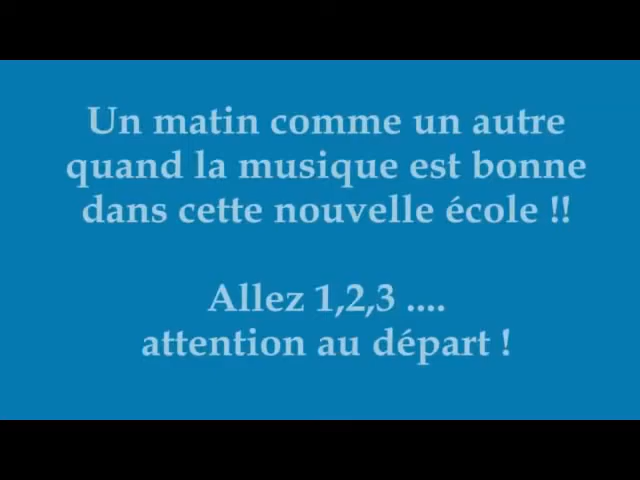 Un matin comme un autre
quand la musique est bonne
dans cette nouvelle école !!
Allez 1,2,3 ....
attention au départ !